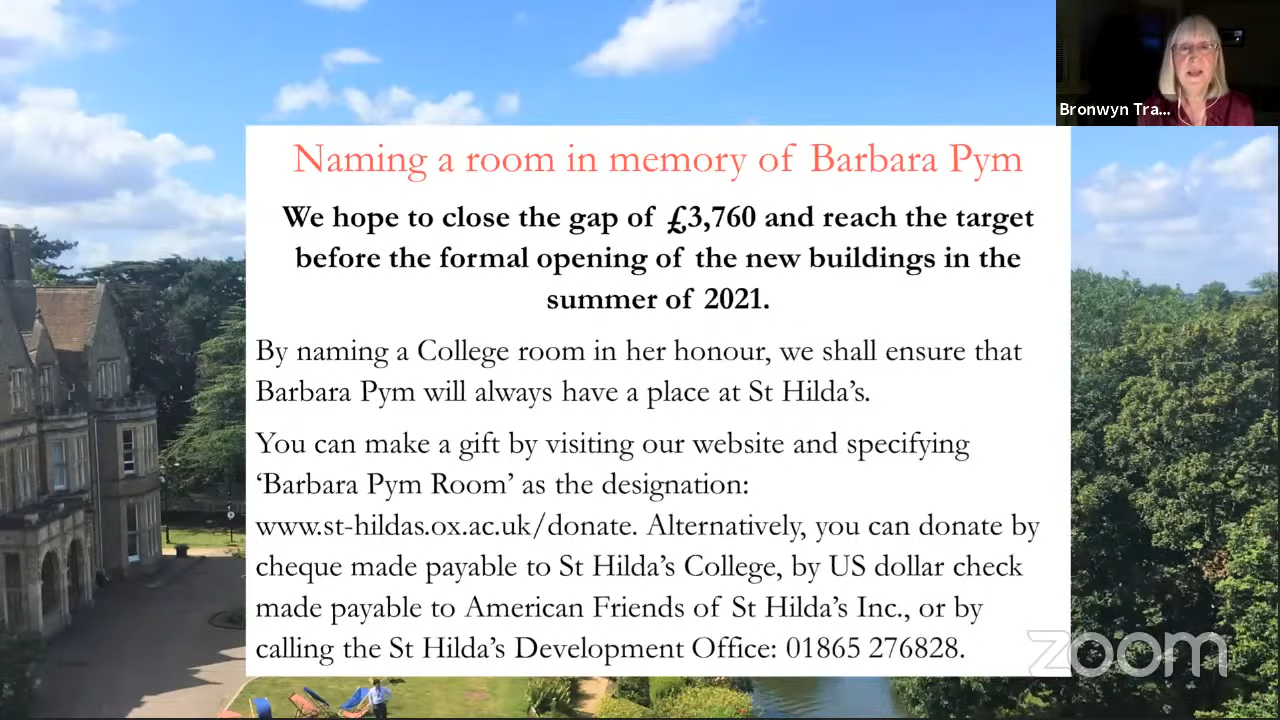 Bronwyn Tra...
Naming a room in memory of Barbara Pym
We hope to close the gap of £3,760 and reach the target
before the formal opening of the new buildings in the
summer of 2021.
By naming a College room in her honour, we shall ensure that
Barbara Pym will always have a place at St Hilda’s.
You can make a gift by visiting our website and specifying
‘Barbara Pym Room’ as the designation:
www.st-hildas.ox.ac.uk/donate. Alternatively, you can donate by
cheque made payable to St Hilda’s College, by US dollar check
made payable to American Friends of St Hilda’s Inc., or by
calling the St Hilda’s Development Office: 01865 276828.
zoom